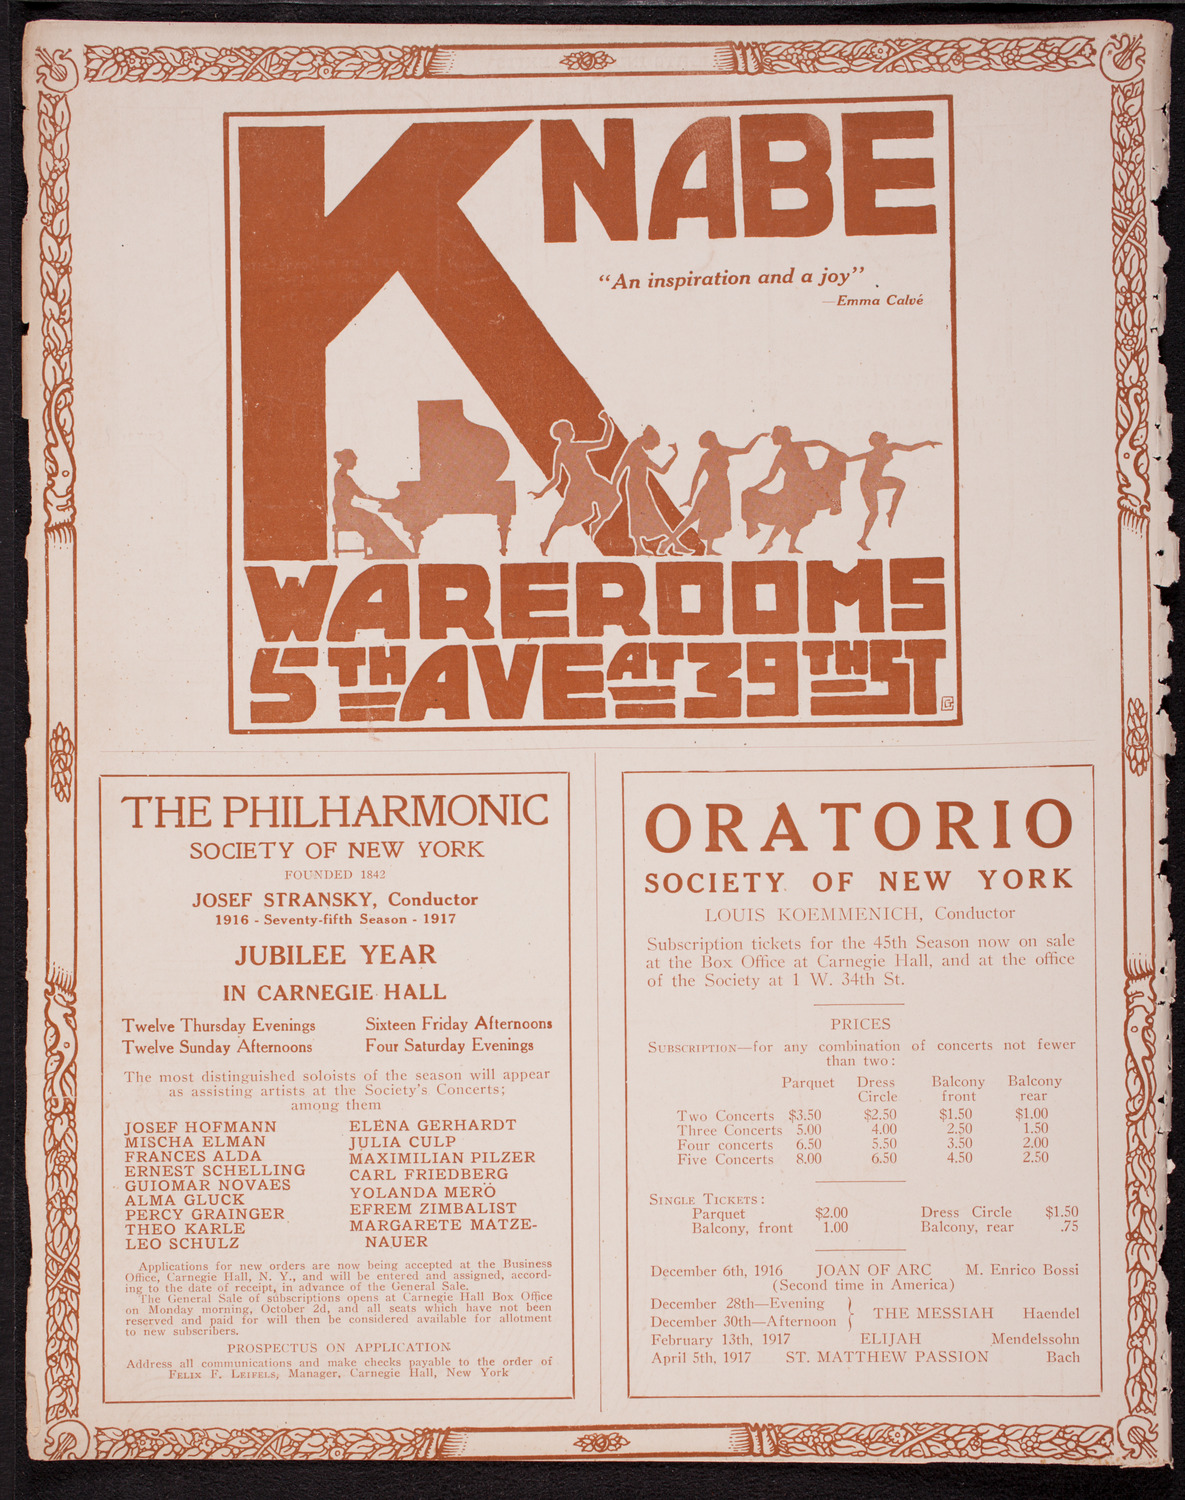 KNABE
“An inspiration and a joy”
—Emma Calvé
WAREROOMS
5TH AVE AT 39TH ST
THE PHILHARMONIC
SOCIETY OF NEW YORK
FOUNDED 1842
JOSEF STRANSKY, Conductor
1916 - Seventy-fifth Season - 1917
JUBILEE YEAR
IN CARNEGIE HALL
Twelve Thursday Evenings Sixteen Friday Afternoons
Twelve Sunday Afternoons Four Saturday Evenings
The most distinguished soloists of the season will appear
as assisting artists at the Society's Concerts;
among them
JOSEF HOFMANN
MISCHA ELMAN
FRANCES ALDA
ERNEST SCHELLING
GUIOMAR NOVAES
ALMA GLUCK
PERCY GRAINGER
THEO KARLE
LEO SCHULZ
ELENA GERHARDT
JULIA CULP
MAXIMILIAN PILZER
CARL FRIEDBERG
YOLANDA MERÖ
EFREM ZIMBALIST
MARGARETE MATZE-
NAUER
Applications for new orders are now being accepted at the Business
Office, Carnegie Hall, N. Y., and will be entered and assigned, accord-
ing to the date of receipt, in advance of the General Sale.
The General Sale of subscriptions opens at Carnegie Hall Box Office
on Monday morning, October 2d, and all seats which have not been
reserved and paid for will then be considered available for allotment
to new subscribers.
PROSPECTUS ON APPLICATION
Address all communications and make checks payable to the order of
FELIX F. LEIFELS, Manager, Carnegie Hall, New York
ORATORIO
SOCIETY OF NEW YORK
LOUIS KOEMMENICH, Conductor
Subscription tickets for the 45th Season now on sale
at the Box Office at Carnegie Hall, and at the office
of the Society at 1 W. 34th St.
PRICES
SUBSCRIPTION—for any combination of concerts not fewer
than two:
Parquet Dress Balcony Balcony
Circle front rear
Two Concerts $3.50 $2.50 $1.50 $1.00
Three Concerts 5.00 4.00 2.50 1.50
Four concerts 6.50 5.50 3.50 2.00
Five Concerts 8.00 6.50 4.50 2.50
SINGLE TICKETS:
Parquet $2.00 Dress Circle $1.50
Balcony, front 1.00 Balcony, rear .75
December 6th, 1916 JOAN OF ARC M. Enrico Bossi
(Second time in America)
December 28th—Evening
December 30th—Afternoon } THE MESSIAH Haendel
February 13th, 1917 ELIJAH Mendelssohn
April 5th, 1917 ST. MATTHEW PASSION Bach